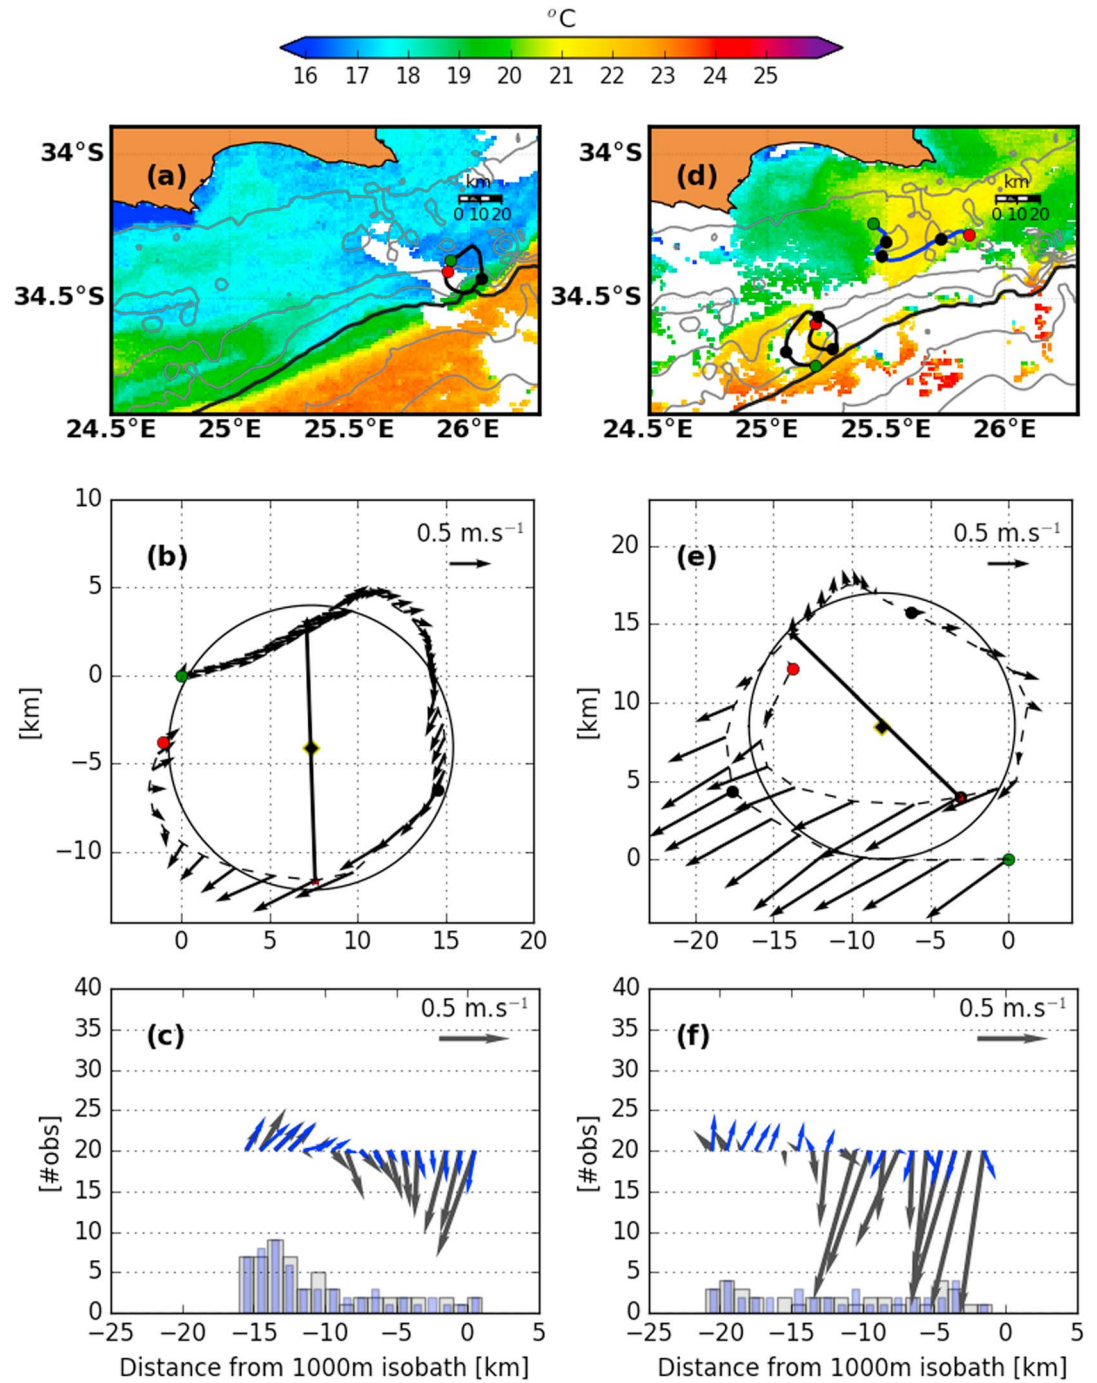 °C
16 17 18 19 20 21 22 23 24 25
(a)
km
0 10 20
34°S
34.5°S
24.5°E 25°E 25.5°E 26°E
(d)
km
0 10 20
34°S
34.5°S
24.5°E 25°E 25.5°E 26°E
(b)
0.5 m.s⁻¹
[km]
10
5
0
−5
−10
0 5 10 15 20
(e)
0.5 m.s⁻¹
[km]
20
15
10
5
0
−20 −15 −10 −5 0
(c)
0.5 m.s⁻¹
[#obs]
40
35
30
25
20
15
10
5
0
−25 −20 −15 −10 −5 0 5
Distance from 1000m isobath [km]
(f)
0.5 m.s⁻¹
[#obs]
40
35
30
25
20
15
10
5
0
−25 −20 −15 −10 −5 0 5
Distance from 1000m isobath [km]